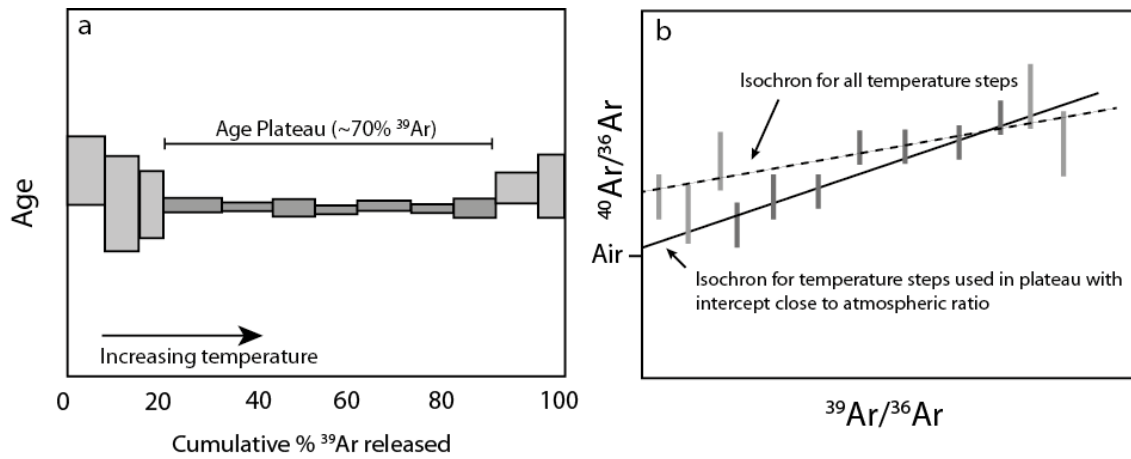 a
Age Plateau (~70% ³⁹Ar)
Age
Increasing temperature
0 20 40 60 80 100
Cumulative % ³⁹Ar released
b
Isochron for all temperature steps
⁴⁰Ar/³⁶Ar
Air
Isochron for temperature steps used in plateau with
intercept close to atmospheric ratio
³⁹Ar/³⁶Ar